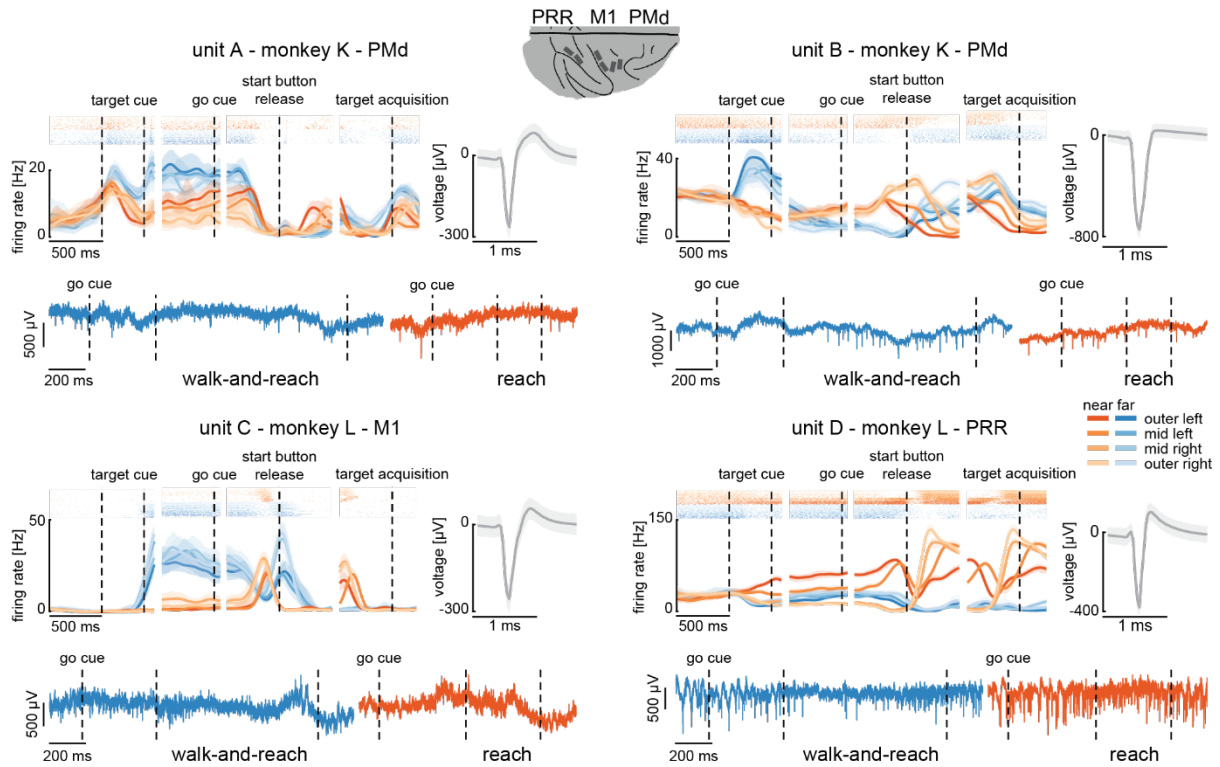 PRR M1 PMd
unit A - monkey K - PMd
target cue
go cue
start button
release
target acquisition
firing rate [Hz]
20
0
500 ms
voltage [µV]
0
-300
1 ms
go cue
go cue
500 µV
200 ms
walk-and-reach
reach
unit B - monkey K - PMd
target cue
go cue
start button
release
target acquisition
firing rate [Hz]
40
0
500 ms
voltage [µV]
0
-800
1 ms
go cue
go cue
1000 µV
200 ms
walk-and-reach
reach
near far
outer left
mid left
mid right
outer right
unit C - monkey L - M1
target cue
go cue
start button
release
target acquisition
firing rate [Hz]
50
0
500 ms
voltage [µV]
0
-300
1 ms
go cue
go cue
500 µV
200 ms
walk-and-reach
reach
unit D - monkey L - PRR
target cue
go cue
start button
release
target acquisition
firing rate [Hz]
150
0
500 ms
voltage [µV]
0
-400
1 ms
go cue
go cue
500 µV
200 ms
walk-and-reach
reach